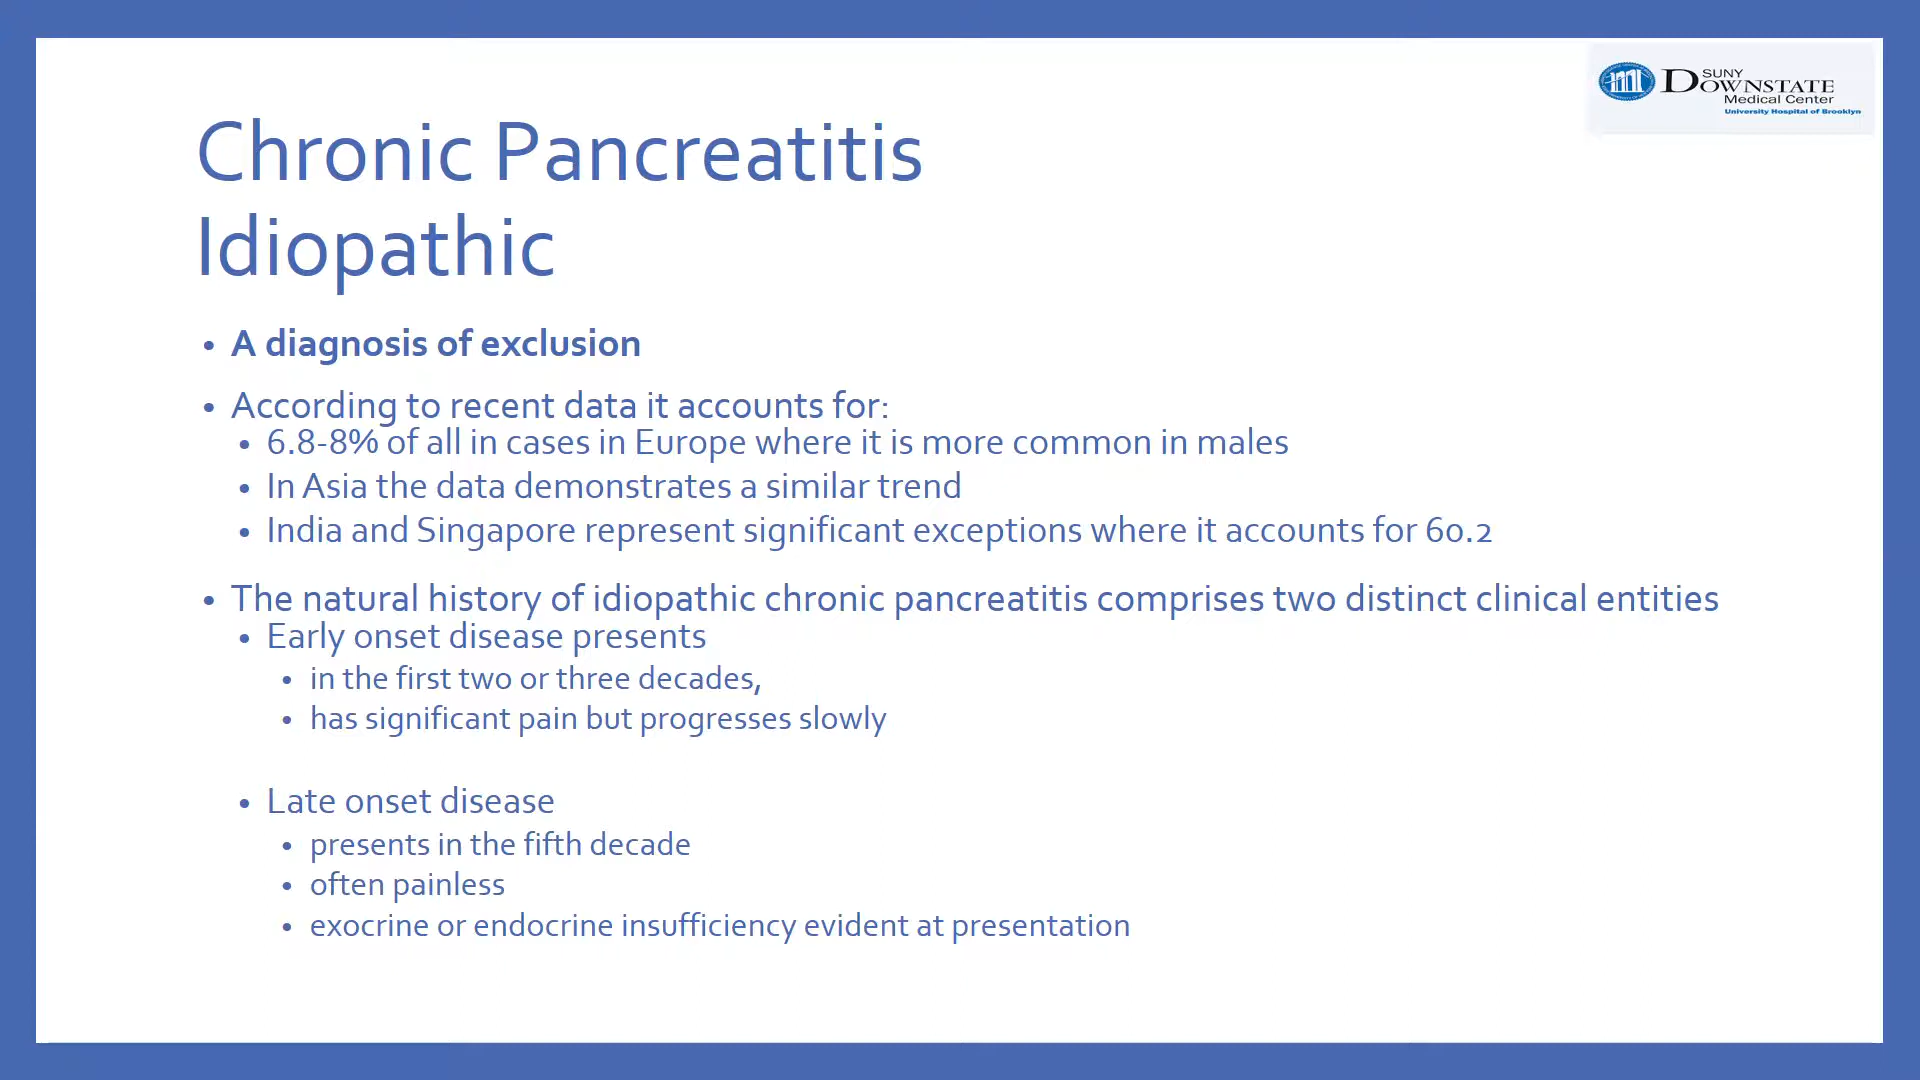 SUNY
DOWNSTATE
Medical Center
University Hospital of Brooklyn
Chronic Pancreatitis
Idiopathic
• A diagnosis of exclusion
• According to recent data it accounts for:
• 6.8-8% of all in cases in Europe where it is more common in males
• In Asia the data demonstrates a similar trend
• India and Singapore represent significant exceptions where it accounts for 60.2
• The natural history of idiopathic chronic pancreatitis comprises two distinct clinical entities
• Early onset disease presents
• in the first two or three decades,
• has significant pain but progresses slowly
• Late onset disease
• presents in the fifth decade
• often painless
• exocrine or endocrine insufficiency evident at presentation